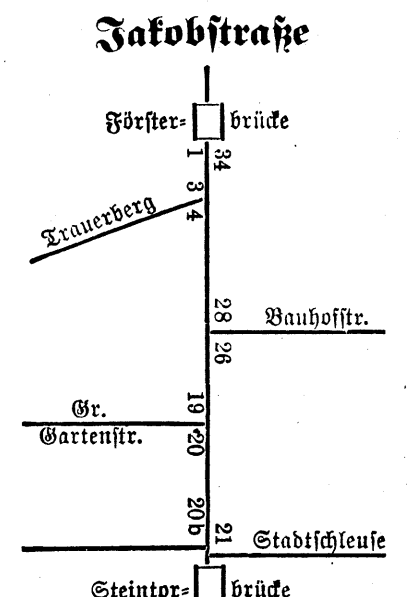 Jakobſtraße
Förſter= brücke
1 34
3
Trauerberg
4
28
Bauhofſtr.
26
19
Gr.
Gartenſtr.
20
20b 21
Stadtſchleuſe
Steintor= brücke